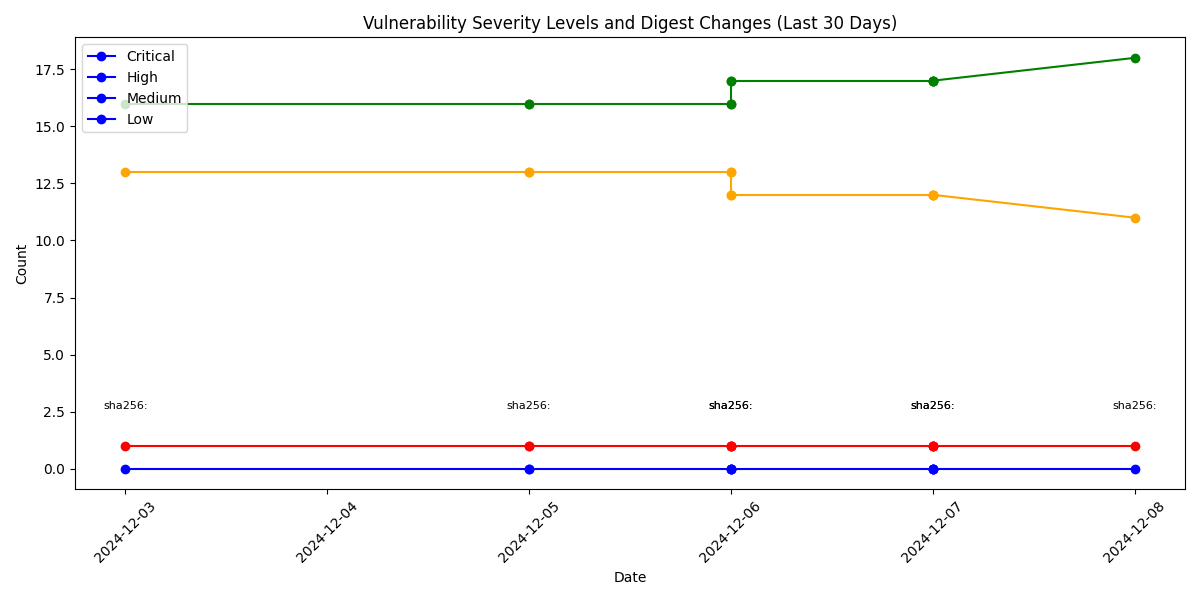 Vulnerability Severity Levels and Digest Changes (Last 30 Days)
Critical
High
Medium
Low
17.5
15.0
12.5
10.0
7.5
5.0
2.5
0.0
Count
sha256: sha256: sha256: sha256: sha256:
2024-12-03 2024-12-04 2024-12-05 2024-12-06 2024-12-07 2024-12-08
Date